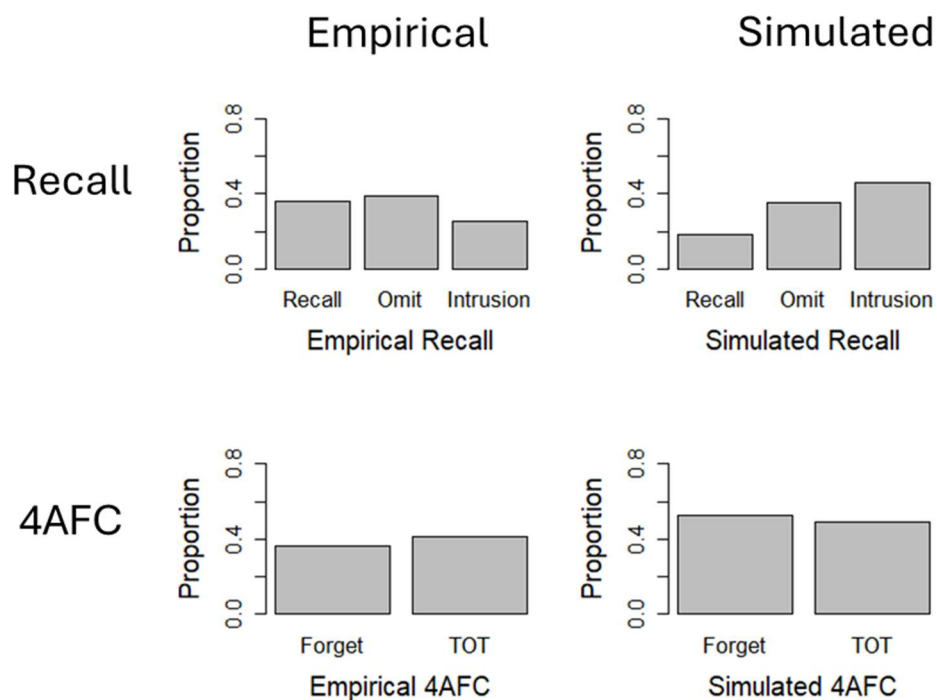 Empirical
Simulated
Recall
Proportion
0.0 0.4 0.8
Recall Omit Intrusion
Empirical Recall
Proportion
0.0 0.4 0.8
Recall Omit Intrusion
Simulated Recall
4AFC
Proportion
0.0 0.4 0.8
Forget TOT
Empirical 4AFC
Proportion
0.0 0.4 0.8
Forget TOT
Simulated 4AFC